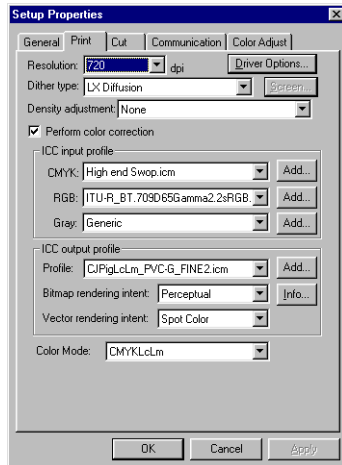 Setup Properties
General Print Cut Communication Color Adjust
Resolution: 720 dpi Driver Options...
Dither type: LX Diffusion Screen...
Density adjustment: None
Perform color correction
ICC input profile
CMYK: High end Swop.icm Add...
RGB: ITU-R_BT.709D65Gamma2.2sRGB. Add...
Gray: Generic Add...
ICC output profile
Profile: CJPigLcLm_PVC-G_FINE2.icm Add...
Bitmap rendering intent: Perceptual Info...
Vector rendering intent: Spot Color
Color Mode: CMYKLcLm
OK Cancel Apply